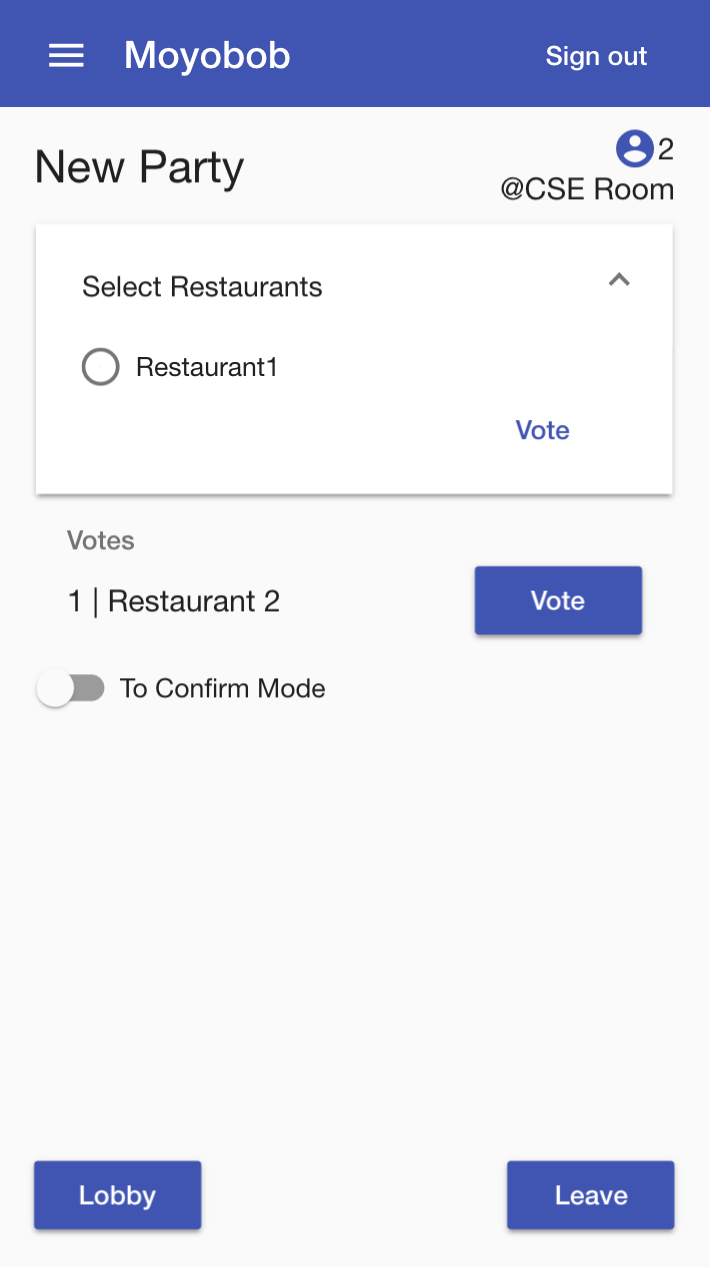 Moyobob
Sign out
New Party
2
@CSE Room
Select Restaurants
Restaurant1
Vote
Votes
1 | Restaurant 2
Vote
To Confirm Mode
Lobby
Leave